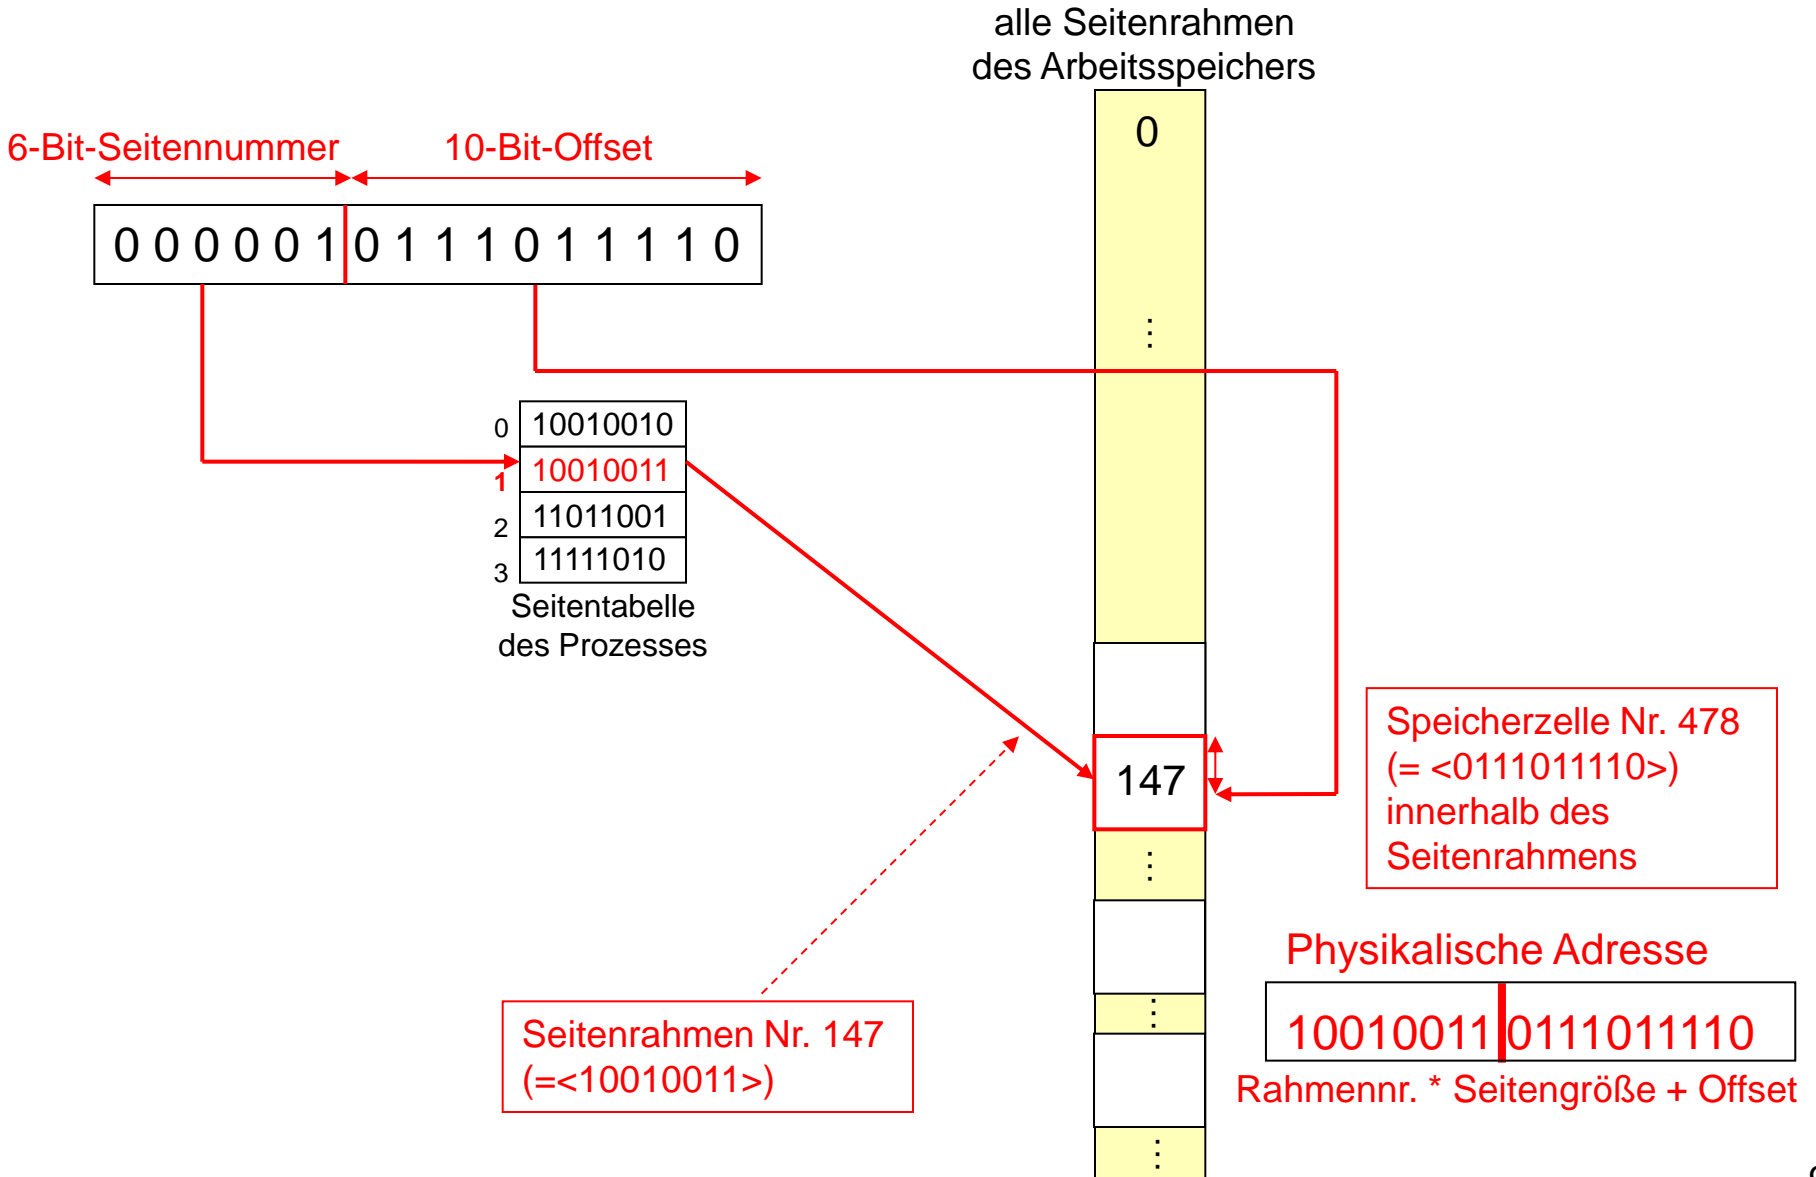 alle Seitenrahmen
des Arbeitsspeichers
0
6-Bit-Seitennummer 10-Bit-Offset
0 0 0 0 0 1 0 1 1 1 0 1 1 1 1 0
⋮
0 10010010
1 10010011
2 11011001
3 11111010
Seitentabelle
des Prozesses
147
Speicherzelle Nr. 478
(= <0111011110>)
innerhalb des
Seitenrahmens
⋮
Physikalische Adresse
10010011 0111011110
Rahmennr. * Seitengröße + Offset
⋮
Seitenrahmen Nr. 147
(=<10010011>)
⋮